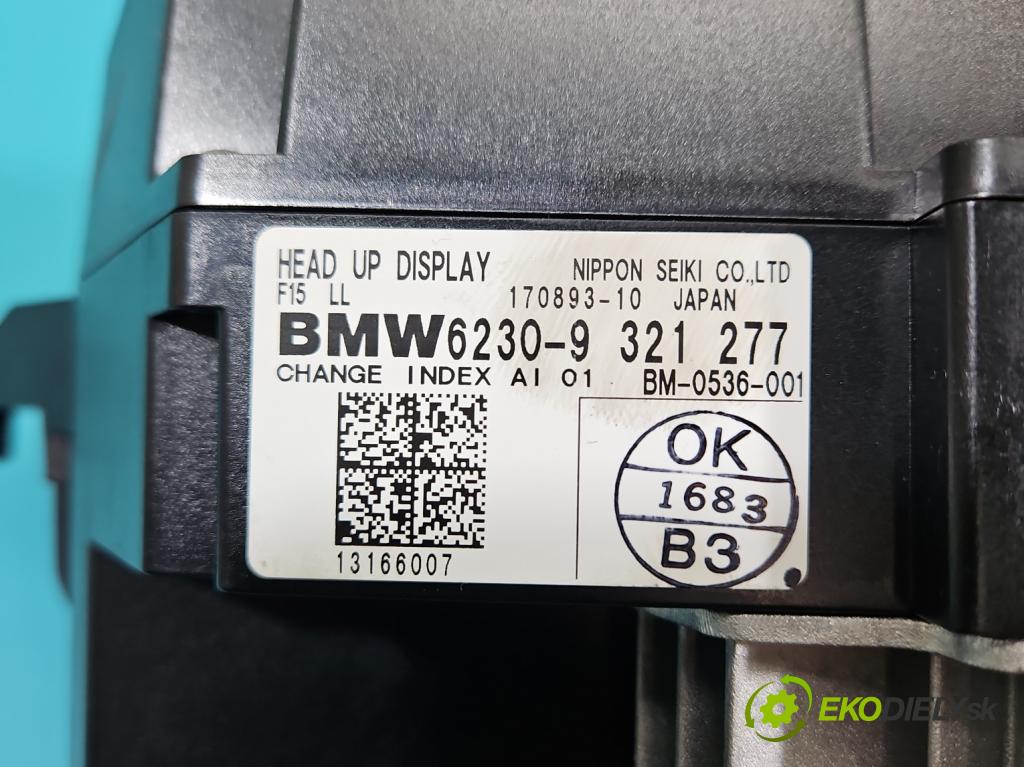 HEAD UP DISPLAY NIPPON SEIKI CO.,LTD
F15 LL 170893-10 JAPAN
BMW6230-9 321 277
CHANGE INDEX AI 01 BM-0536-001
13166007
OK
1683
B3
EKODIELY.sk